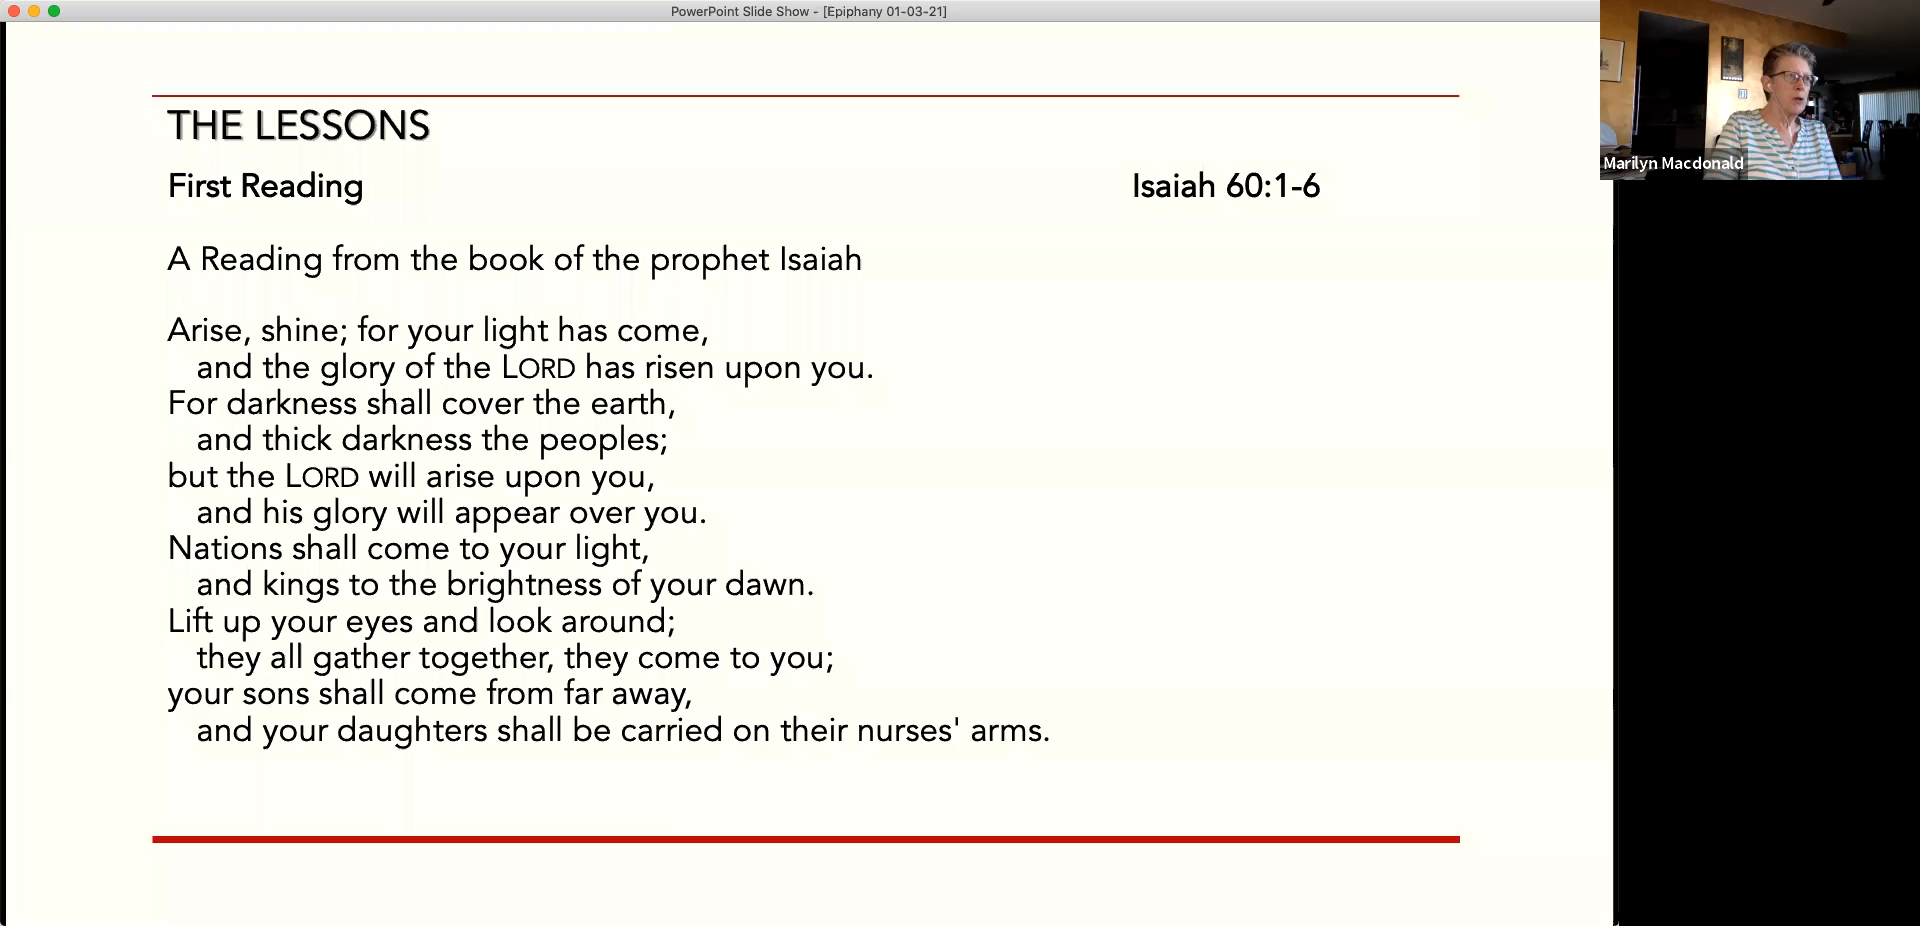 PowerPoint Slide Show - [Epiphany 01-03-21]
THE LESSONS
First Reading Isaiah 60:1-6
A Reading from the book of the prophet Isaiah
Arise, shine; for your light has come,
and the glory of the LORD has risen upon you.
For darkness shall cover the earth,
and thick darkness the peoples;
but the LORD will arise upon you,
and his glory will appear over you.
Nations shall come to your light,
and kings to the brightness of your dawn.
Lift up your eyes and look around;
they all gather together, they come to you;
your sons shall come from far away,
and your daughters shall be carried on their nurses' arms.
Marilyn Macdonald